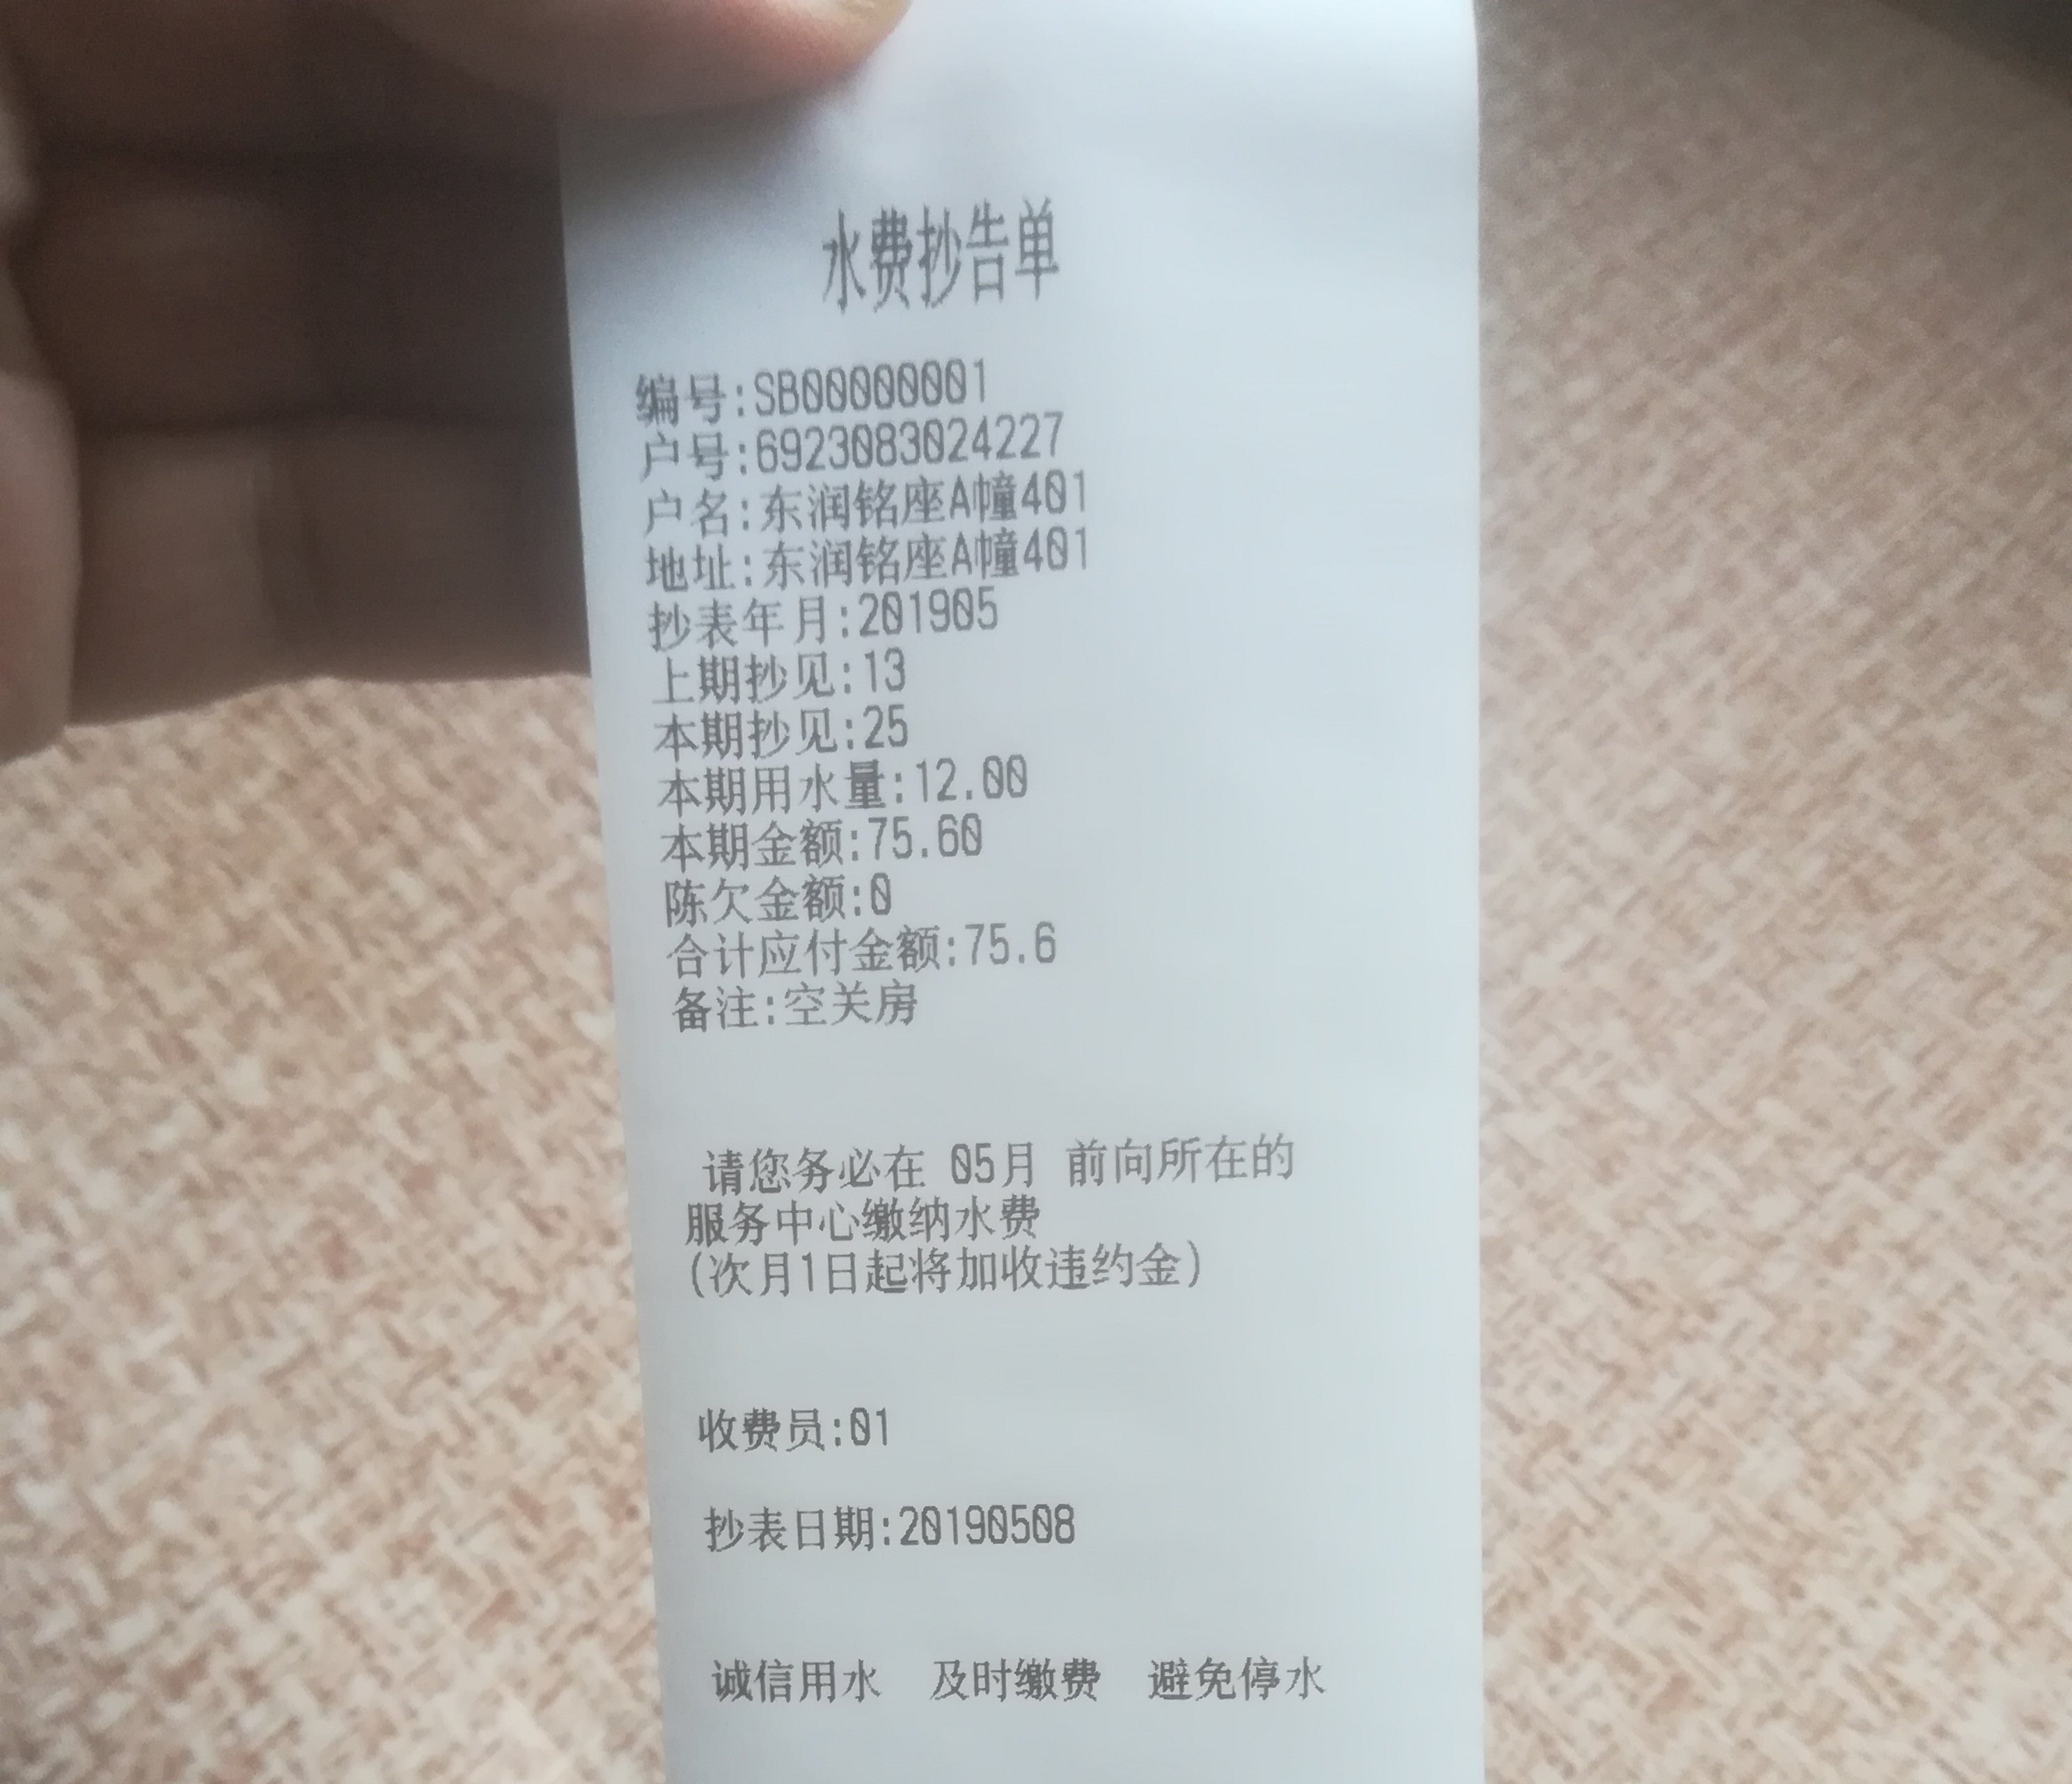 水费抄告单
编号:SB00000001
户号:6923083024227
户名:东润铭座A幢401
地址:东润铭座A幢401
抄表年月:201905
上期抄见:13
本期抄见:25
本期用水量:12.00
本期金额:75.60
陈欠金额:0
合计应付金额:75.6
备注:空关房
请您务必在 05月 前向所在的
服务中心缴纳水费
(次月1日起将加收违约金)
收费员:01
抄表日期:20190508
诚信用水 及时缴费 避免停水